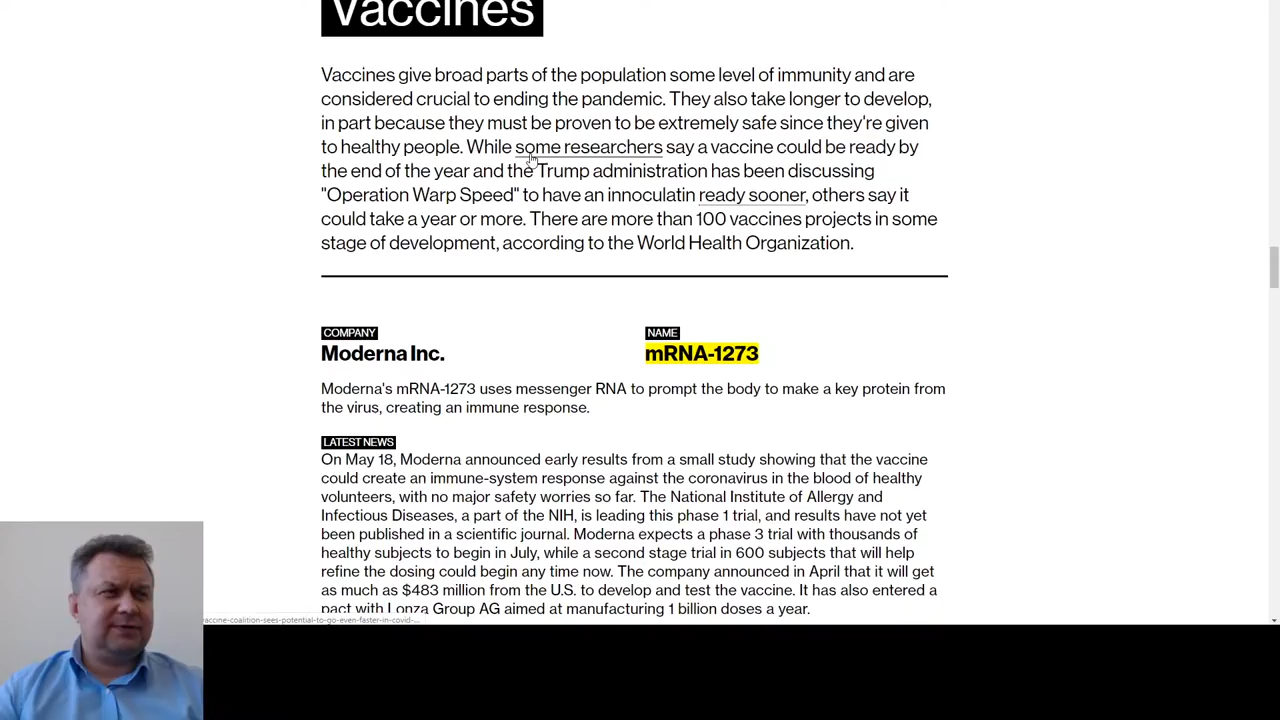 Vaccines
Vaccines give broad parts of the population some level of immunity and are
considered crucial to ending the pandemic. They also take longer to develop,
in part because they must be proven to be extremely safe since they're given
to healthy people. While some researchers say a vaccine could be ready by
the end of the year and the Trump administration has been discussing
"Operation Warp Speed" to have an innoculatin ready sooner, others say it
could take a year or more. There are more than 100 vaccines projects in some
stage of development, according to the World Health Organization.
COMPANY
Moderna Inc.
NAME
mRNA-1273
Moderna's mRNA-1273 uses messenger RNA to prompt the body to make a key protein from
the virus, creating an immune response.
LATEST NEWS
On May 18, Moderna announced early results from a small study showing that the vaccine
could create an immune-system response against the coronavirus in the blood of healthy
volunteers, with no major safety worries so far. The National Institute of Allergy and
Infectious Diseases, a part of the NIH, is leading this phase 1 trial, and results have not yet
been published in a scientific journal. Moderna expects a phase 3 trial with thousands of
healthy subjects to begin in July, while a second stage trial in 600 subjects that will help
refine the dosing could begin any time now. The company announced in April that it will get
as much as $483 million from the U.S. to develop and test the vaccine. It has also entered a
pact with Lonza Group AG aimed at manufacturing 1 billion doses a year.
vaccine-coalition-sees-potential-to-go-even-faster-in-covid-...